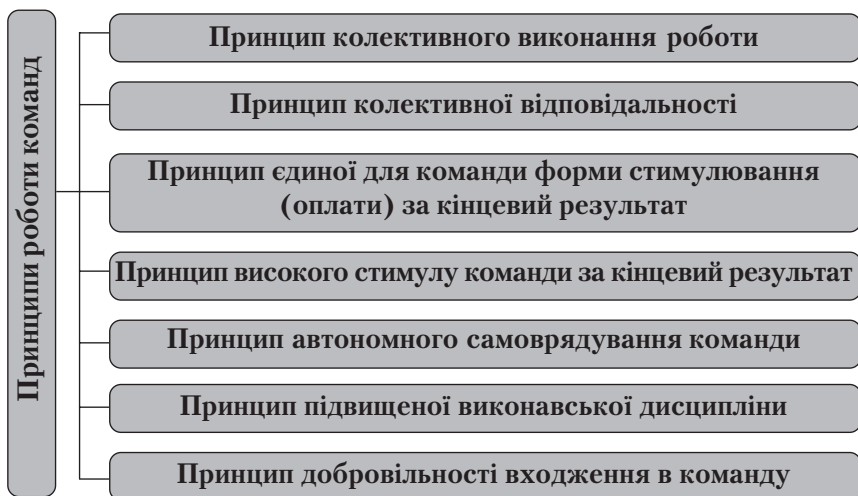 Принципи роботи команд
Принцип колективного виконання роботи
Принцип колективної відповідальності
Принцип єдиної для команди форми стимулювання
(оплати) за кінцевий результат
Принцип високого стимулу команди за кінцевий результат
Принцип автономного самоврядування команди
Принцип підвищеної виконавської дисципліни
Принцип добровільності входження в команду